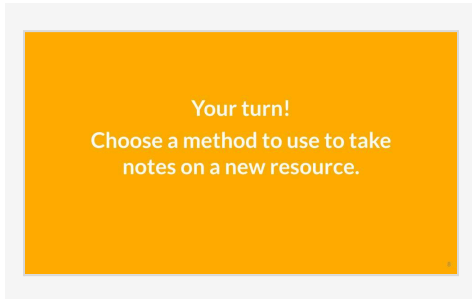 Your turn!
Choose a method to use to take
notes on a new resource.